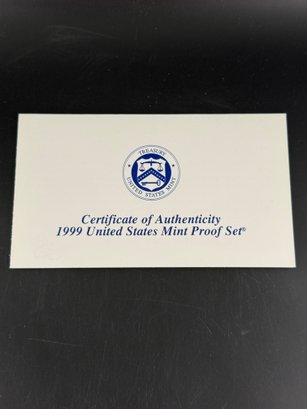 TREASURY
UNITED STATES MINT
Certificate of Authenticity
1999 United States Mint Proof Set®